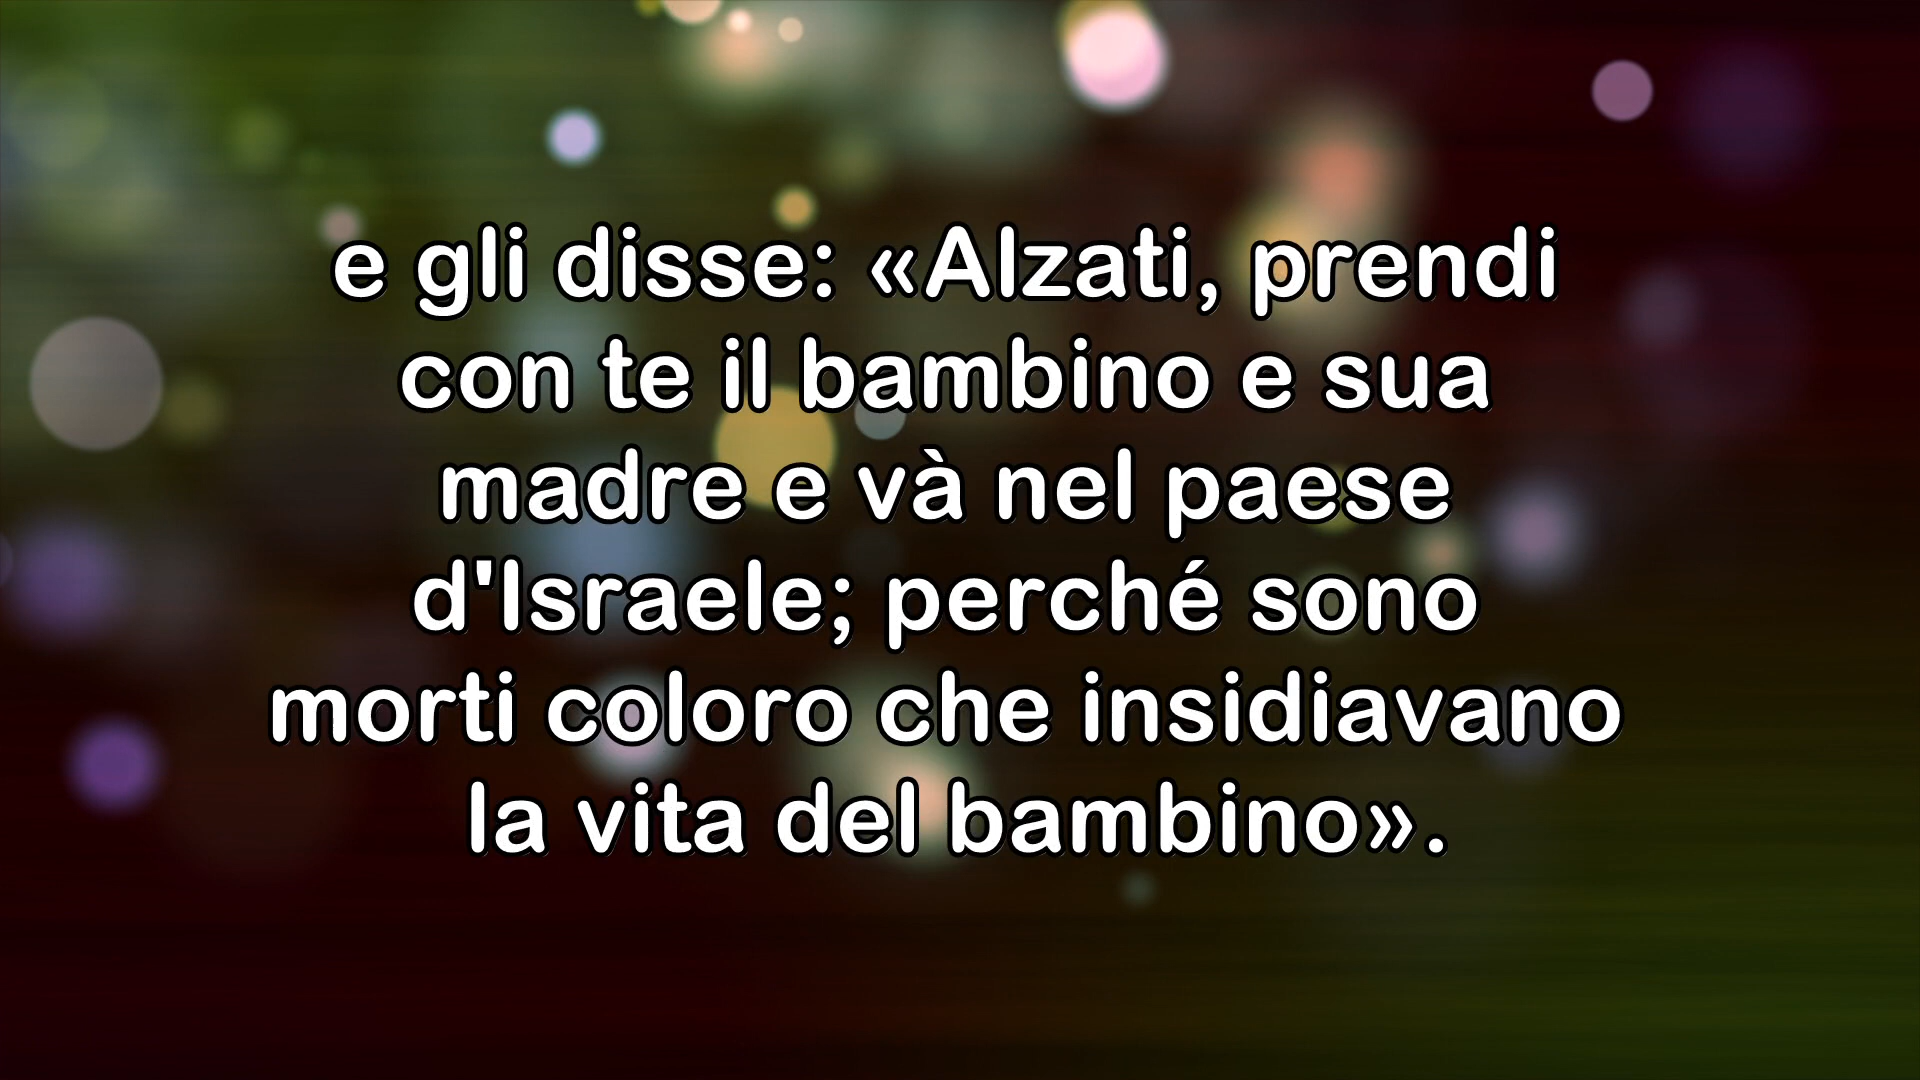 e gli disse: «Alzati, prendi
con te il bambino e sua
madre e và nel paese
d'Israele; perché sono
morti coloro che insidiavano
la vita del bambino».